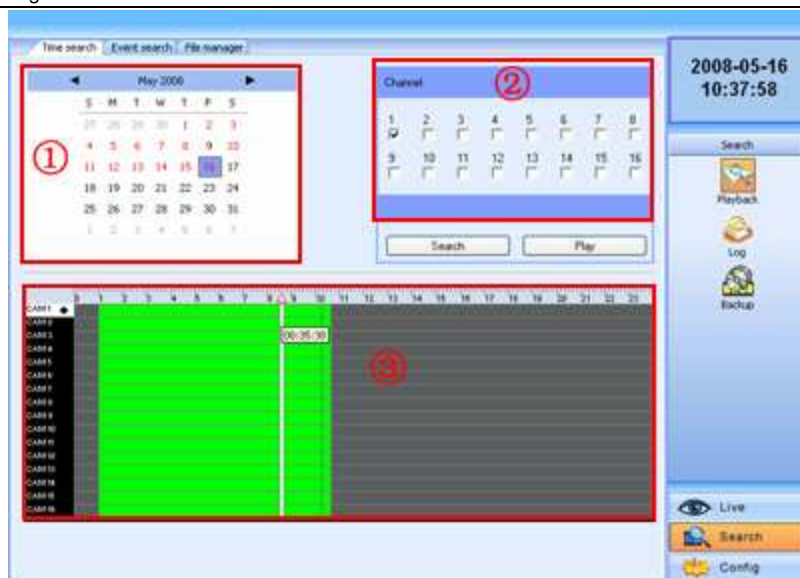 Time search Event search File manager
May 2008
S M T W T F S
27 28 29 30 1 2 3
4 5 6 7 8 9 10
11 12 13 14 15 16 17
18 19 20 21 22 23 24
25 26 27 28 29 30 31
1 2 3 4 5 6 7
①
Channel
②
1 2 3 4 5 6 7 8
9 10 11 12 13 14 15 16
Search Play
0 1 2 3 4 5 6 7 8 9 10 11 12 13 14 15 16 17 18 19 20 21 22 23
CAM1
CAM2
CAM3
CAM4
CAM5
CAM6
CAM7
CAM8
CAM9
CAM10
CAM11
CAM12
CAM13
CAM14
CAM15
CAM16
③
2008-05-16
10:37:58
Search
Playback
Log
Backup
Live
Search
Config